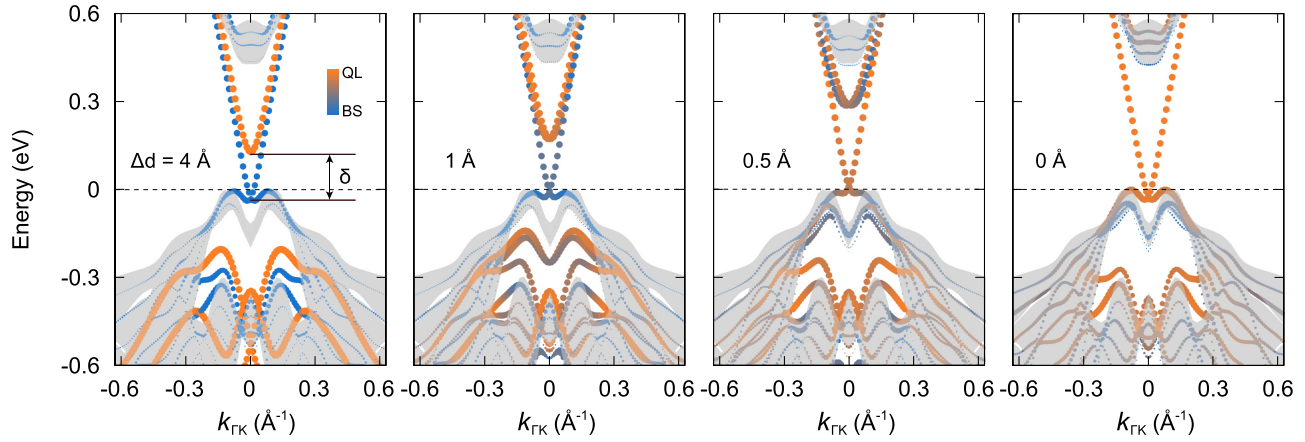 0.6
0.3
0
-0.3
-0.6
Energy (eV)
QL
BS
Δd = 4 Å
δ
1 Å
0.5 Å
0 Å
-0.6 -0.3 0 0.3 0.6
-0.6 -0.3 0 0.3 0.6
-0.6 -0.3 0 0.3 0.6
-0.6 -0.3 0 0.3 0.6
kΓK (Å-1)
kΓK (Å-1)
kΓK (Å-1)
kΓK (Å-1)